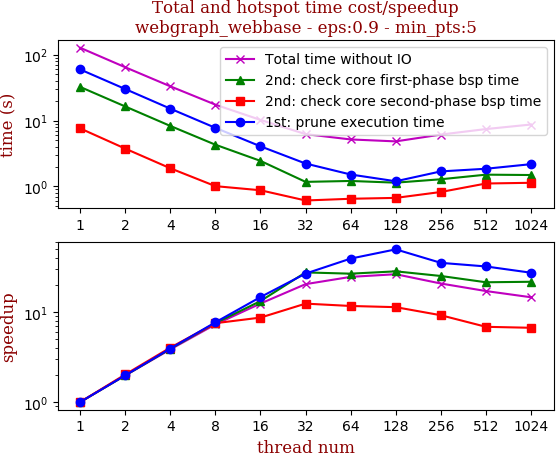 Total and hotspot time cost/speedup
webgraph_webbase - eps:0.9 - min_pts:5
time (s)
10²
10¹
10⁰
Total time without IO
2nd: check core first-phase bsp time
2nd: check core second-phase bsp time
1st: prune execution time
1 2 4 8 16 32 64 128 256 512 1024
speedup
10¹
10⁰
1 2 4 8 16 32 64 128 256 512 1024
thread num